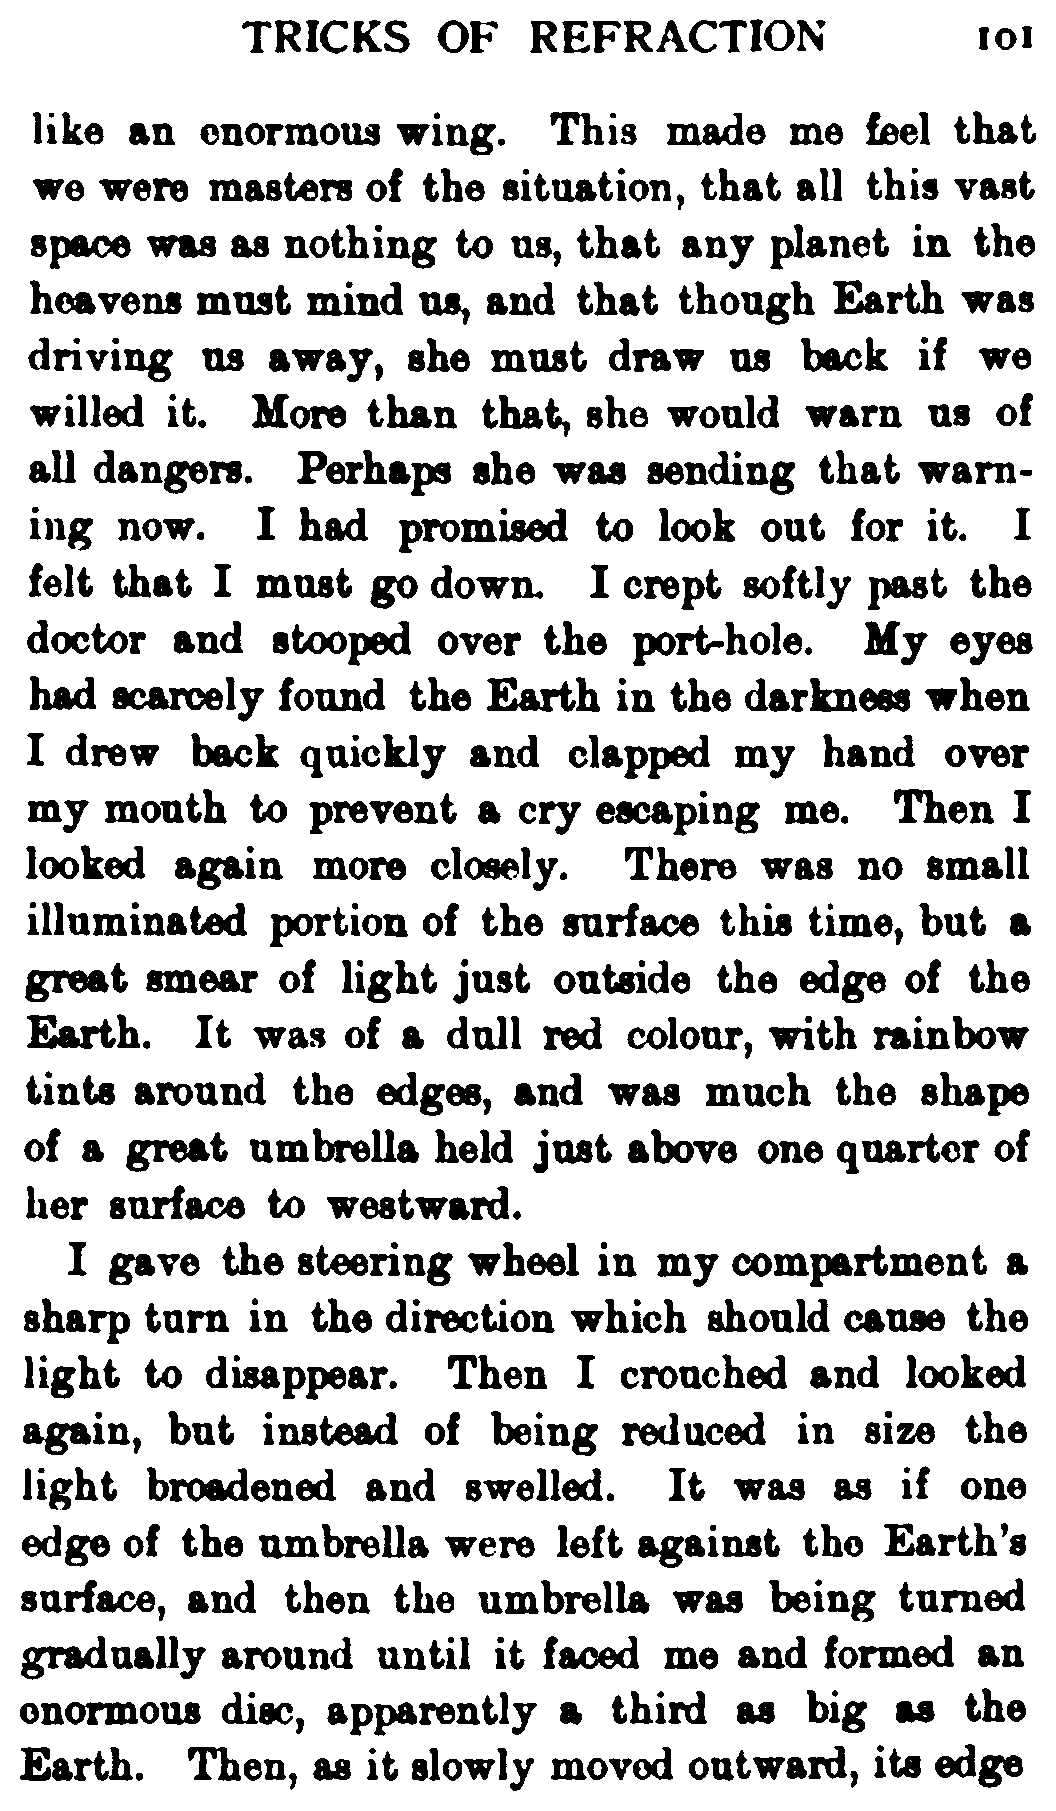 TRICKS OF REFRACTION 101
like an enormous wing. This made me feel that
we were masters of the situation, that all this vast
space was as nothing to us, that any planet in the
heavens must mind us, and that though Earth was
driving us away, she must draw us back if we
willed it. More than that, she would warn us of
all dangers. Perhaps she was sending that warn-
ing now. I had promised to look out for it. I
felt that I must go down. I crept softly past the
doctor and stooped over the port-hole. My eyes
had scarcely found the Earth in the darkness when
I drew back quickly and clapped my hand over
my mouth to prevent a cry escaping me. Then I
looked again more closely. There was no small
illuminated portion of the surface this time, but a
great smear of light just outside the edge of the
Earth. It was of a dull red colour, with rainbow
tints around the edges, and was much the shape
of a great umbrella held just above one quarter of
her surface to westward.
I gave the steering wheel in my compartment a
sharp turn in the direction which should cause the
light to disappear. Then I crouched and looked
again, but instead of being reduced in size the
light broadened and swelled. It was as if one
edge of the umbrella were left against the Earth's
surface, and then the umbrella was being turned
gradually around until it faced me and formed an
enormous disc, apparently a third as big as the
Earth. Then, as it slowly moved outward, its edge